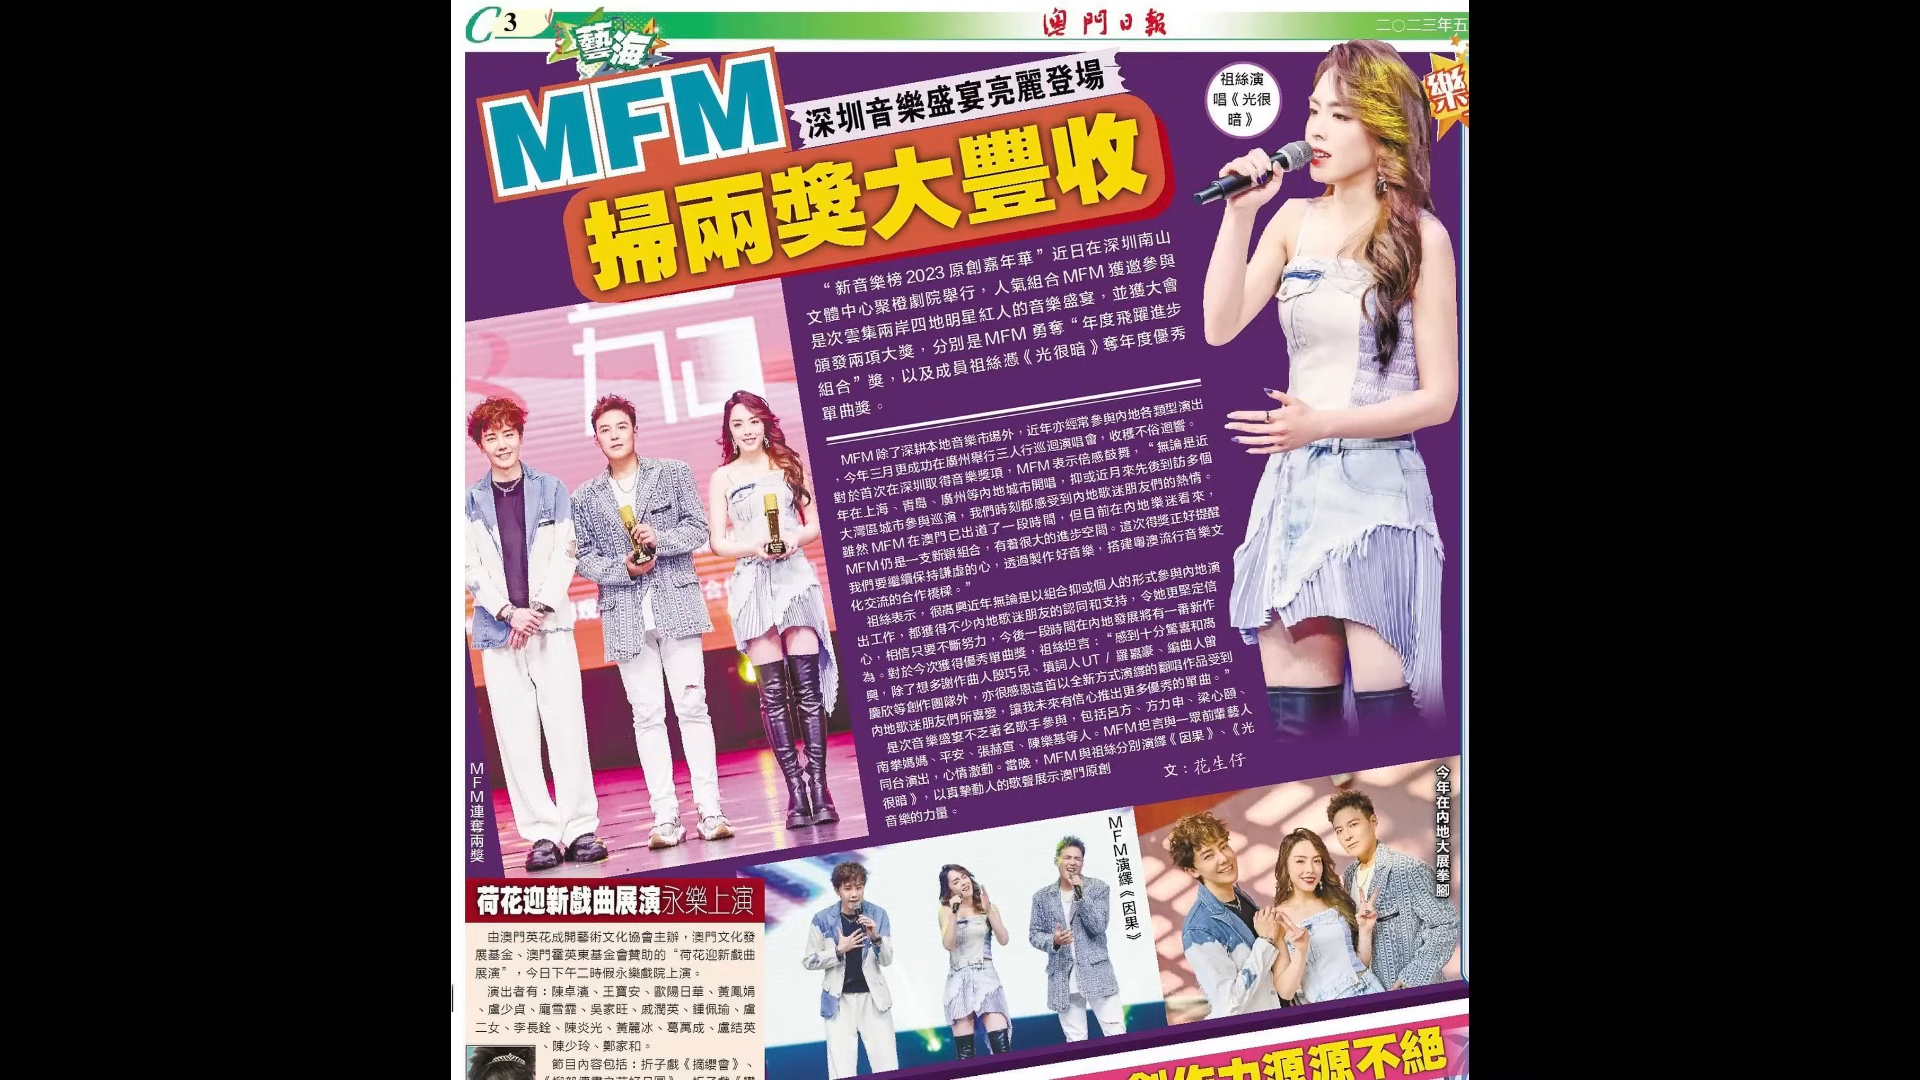 C3
藝海
澳門日報
二○二三年五
MFM
深圳音樂盛宴亮麗登場
掃兩獎大豐收
祖絲演
唱《光很
暗》
樂
“新音樂榜2023原創嘉年華”近日在深圳南山
文體中心聚橙劇院舉行，人氣組合MFM獲邀參與
是次雲集兩岸四地明星紅人的音樂盛宴，並獲大會
頒發兩項大獎，分別是MFM勇奪“年度飛躍進步
組合”獎，以及成員祖絲憑《光很暗》奪年度優秀
單曲獎。
MFM除了深耕本地音樂市場外，近年亦經常參與內地各類型演出
，今年三月更成功在廣州舉行三人行巡迴演唱會，收穫不俗迴響。
對於首次在深圳取得音樂獎項，MFM表示倍感鼓舞，“無論是近
年在上海、青島、廣州等內地城市開唱，抑或近月來先後到訪多個
大灣區城市參與巡演，我們時刻都感受到內地歌迷朋友們的熱情。
雖然MFM在澳門已出道了一段時間，但目前在內地樂迷看來，
MFM仍是一支新穎組合，有着很大的進步空間。這次得獎正好提醒
我們要繼續保持謙虛的心，透過製作好音樂，搭建粵澳流行音樂文
化交流的合作橋樑。”
祖絲表示，很高興近年無論是以組合抑或個人的形式參與內地演
出工作，都獲得不少內地歌迷朋友的認同和支持，令她更堅定信
心，相信只要不斷努力，今後一段時間在內地發展將有一番新作
為。對於今次獲得優秀單曲獎，祖絲坦言：“感到十分驚喜和高
興，除了想多謝作曲人殷巧兒、填詞人UT/羅嘉豪、編曲人曾
慶欣等創作團隊外，亦很感恩這首以全新方式演繹的翻唱作品受到
內地歌迷朋友們所喜愛，讓我未來有信心推出更多優秀的單曲。”
是次音樂盛宴不乏著名歌手參與，包括呂方、方力申、梁心頤、
南拳媽媽、平安、張赫宣、陳樂基等人。MFM坦言與一眾前輩藝人
同台演出，心情激動。當晚，MFM與祖絲分別演繹《因果》、《光
很暗》，以真摯動人的歌聲展示澳門原創
音樂的力量。
文：花生仔
MFM連奪兩獎
MFM演繹《因果》
今年在內地大展拳腳
荷花迎新戲曲展演永樂上演
由澳門英花成開藝術文化協會主辦，澳門文化發
展基金、澳門霍英東基金會贊助的“荷花迎新戲曲
展演”，今日下午二時假永樂戲院上演。
演出者有：陳卓濱、王寶安、歐陽日華、黃鳳娟
、盧少貞、龐雪霏、吳家旺、戚潤英、鍾佩瑜、盧
二女、李長銓、陳炎光、黃麗冰、葛萬成、盧結英
、陳少玲、鄭家和。
節目內容包括：折子戲《摘纓會》、
創作力源源不絕